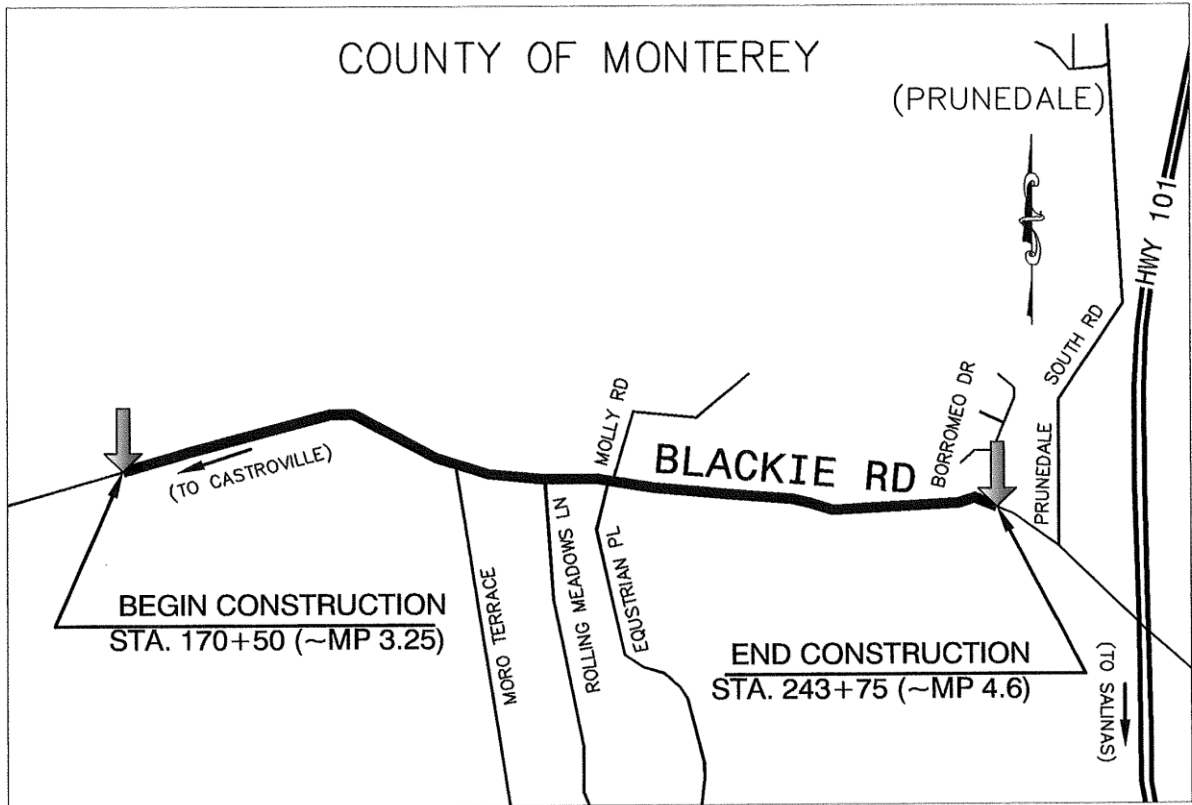 COUNTY OF MONTEREY
(PRUNEDALE)
HWY 101
SOUTH RD
PRUNEDALE
BORROMEO DR
MOLLY RD
BLACKIE RD
(TO CASTROVILLE)
BEGIN CONSTRUCTION
STA. 170+50 (~MP 3.25)
MORO TERRACE
ROLLING MEADOWS LN
EQUSTRIAN PL
END CONSTRUCTION
STA. 243+75 (~MP 4.6)
(TO SALINAS)